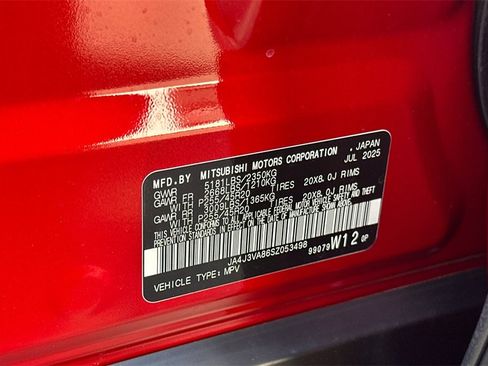 MFD.BY MITSUBISHI MOTORS CORPORATION , JAPAN
JUL 2025
GVWR 5181LBS/2350KG
GAWR FR 2668LBS/1210KG
WITH P255/45R20 TIRES 20X8.0J RIMS
GAWR RR 3009LBS/1365KG
WITH P255/45R20 TIRES 20X8.0J RIMS
THIS VEHICLE CONFORMS TO ALL APPLICABLE FEDERAL
MOTOR VEHICLE SAFETY AND THEFT PREVENTION
STANDARDS IN EFFECT ON THE DATE OF MANUFACTURE
SHOWN ABOVE.
99079 W12 0P
JA4J3VA86SZ053498
VEHICLE TYPE: MPV